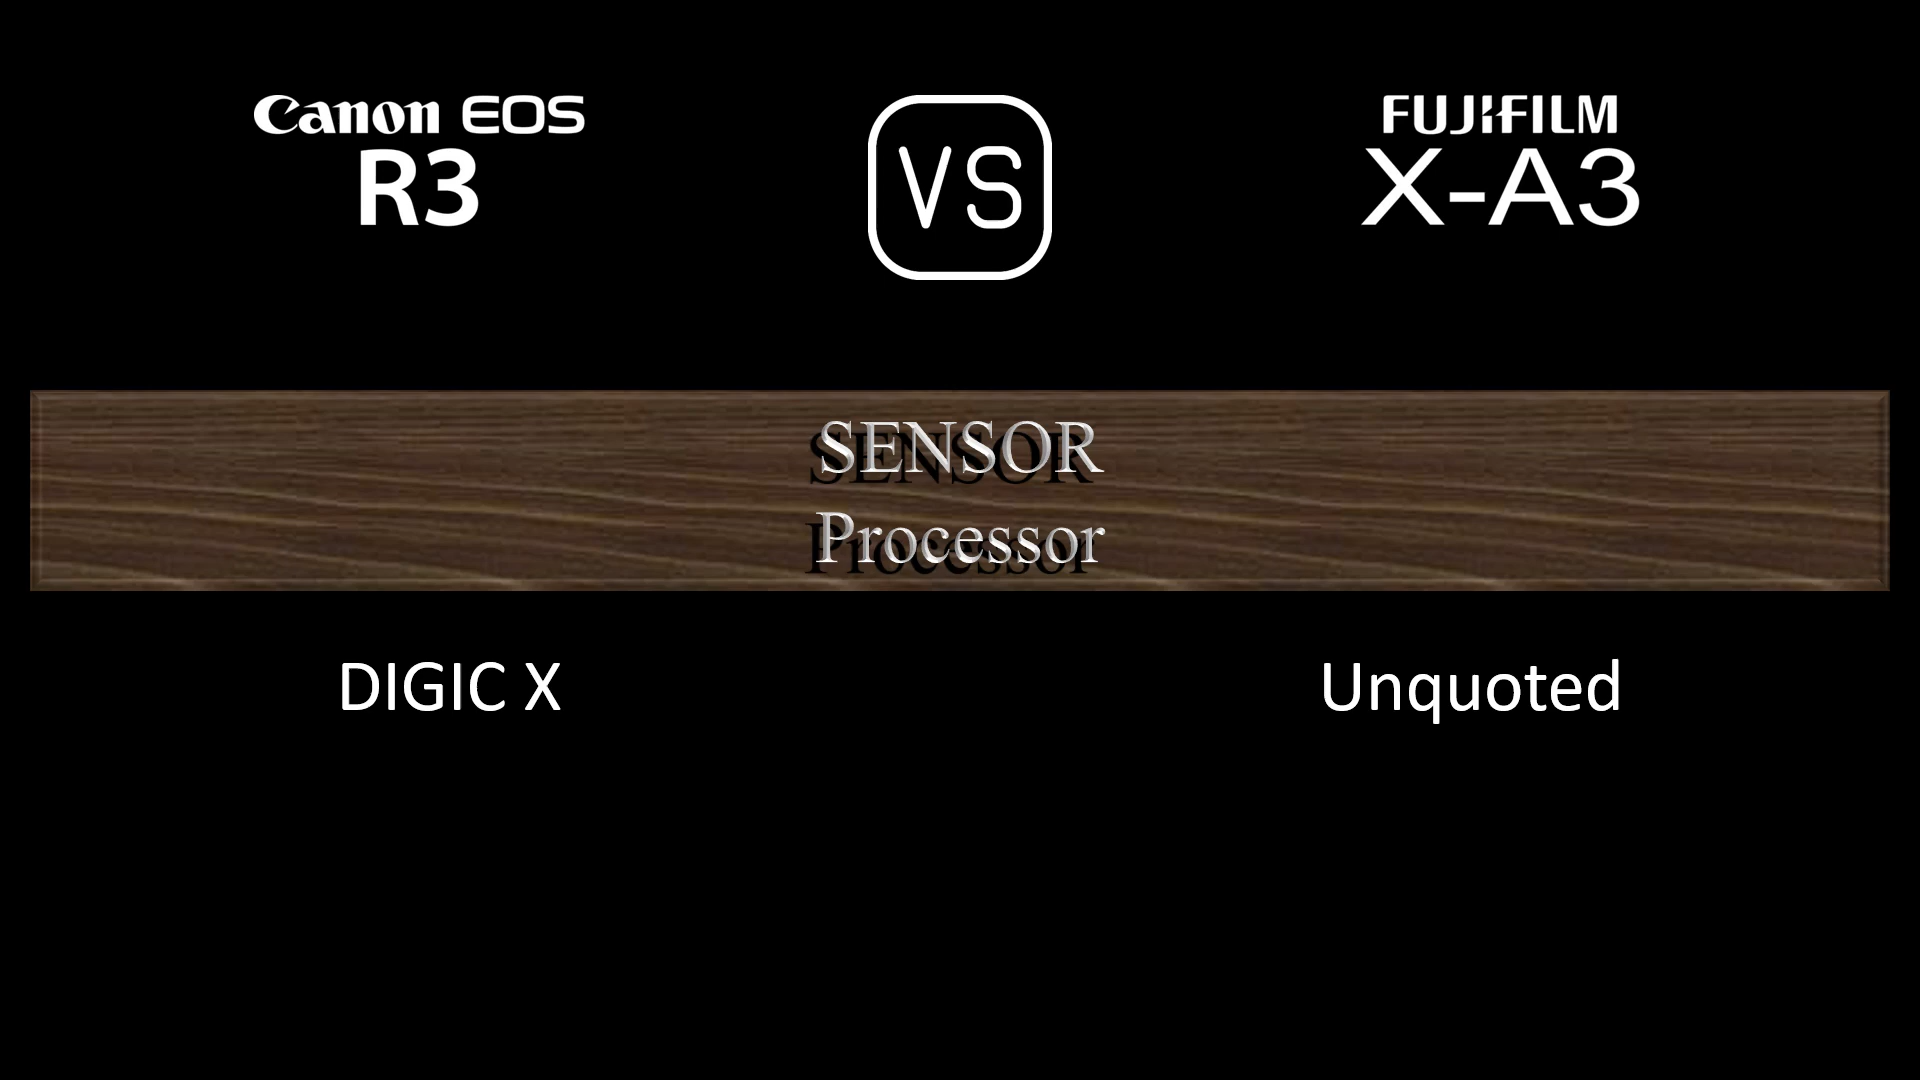 Canon EOS
R3
VS
FUJIFILM
X-A3
SENSOR
Processor
DIGIC X
Unquoted